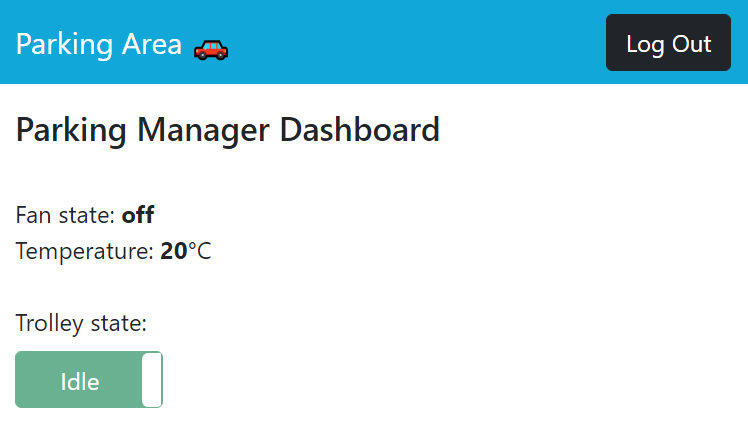 Parking Area 🚗
Log Out
Parking Manager Dashboard
Fan state: off
Temperature: 20°C
Trolley state:
Idle